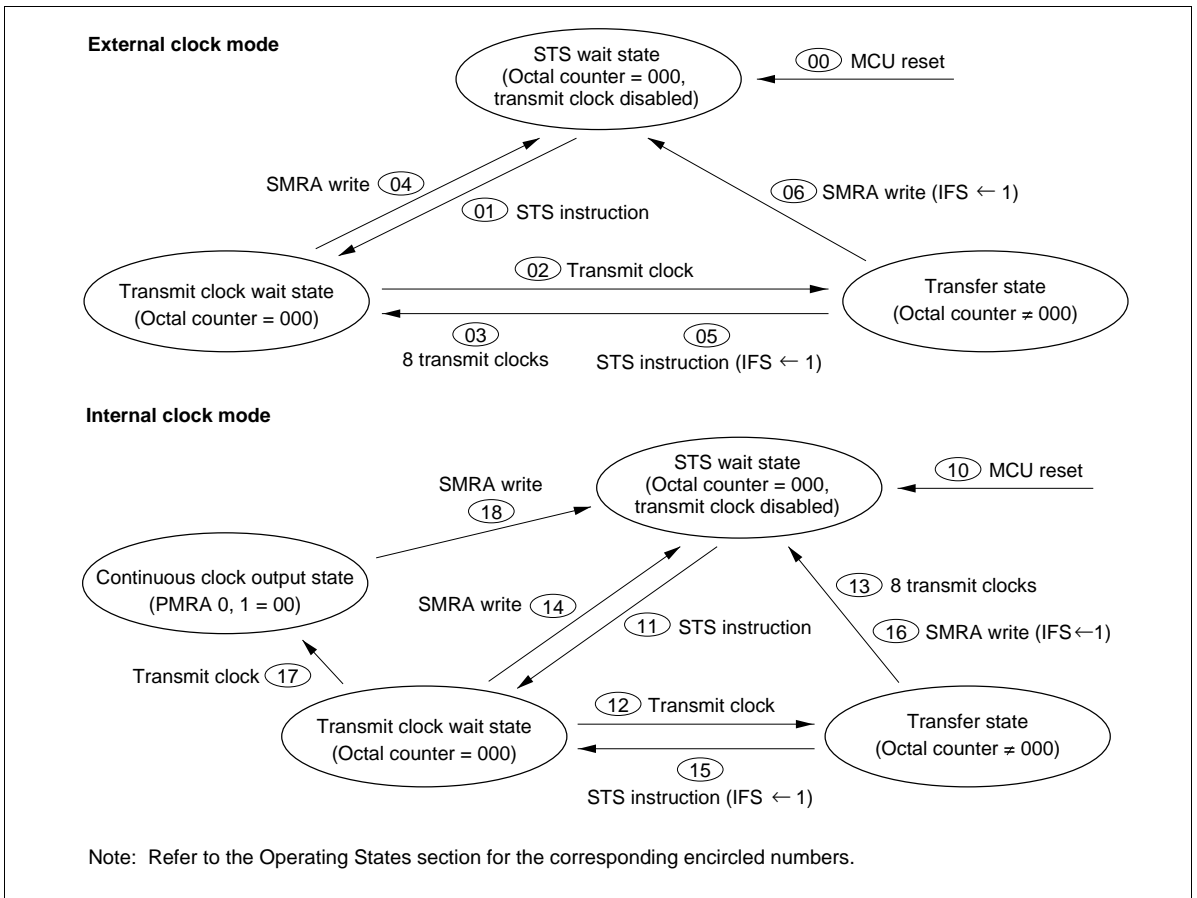 External clock mode
STS wait state
(Octal counter = 000,
transmit clock disabled)
00 MCU reset
SMRA write 04
01 STS instruction
06 SMRA write (IFS ← 1)
Transmit clock wait state
(Octal counter = 000)
02 Transmit clock
Transfer state
(Octal counter ≠ 000)
03
8 transmit clocks
05
STS instruction (IFS ← 1)
Internal clock mode
STS wait state
(Octal counter = 000,
transmit clock disabled)
10 MCU reset
SMRA write
18
Continuous clock output state
(PMRA 0, 1 = 00)
SMRA write 14
11 STS instruction
13 8 transmit clocks
16 SMRA write (IFS←1)
Transmit clock 17
Transmit clock wait state
(Octal counter = 000)
12 Transmit clock
Transfer state
(Octal counter ≠ 000)
15
STS instruction (IFS ← 1)
Note: Refer to the Operating States section for the corresponding encircled numbers.